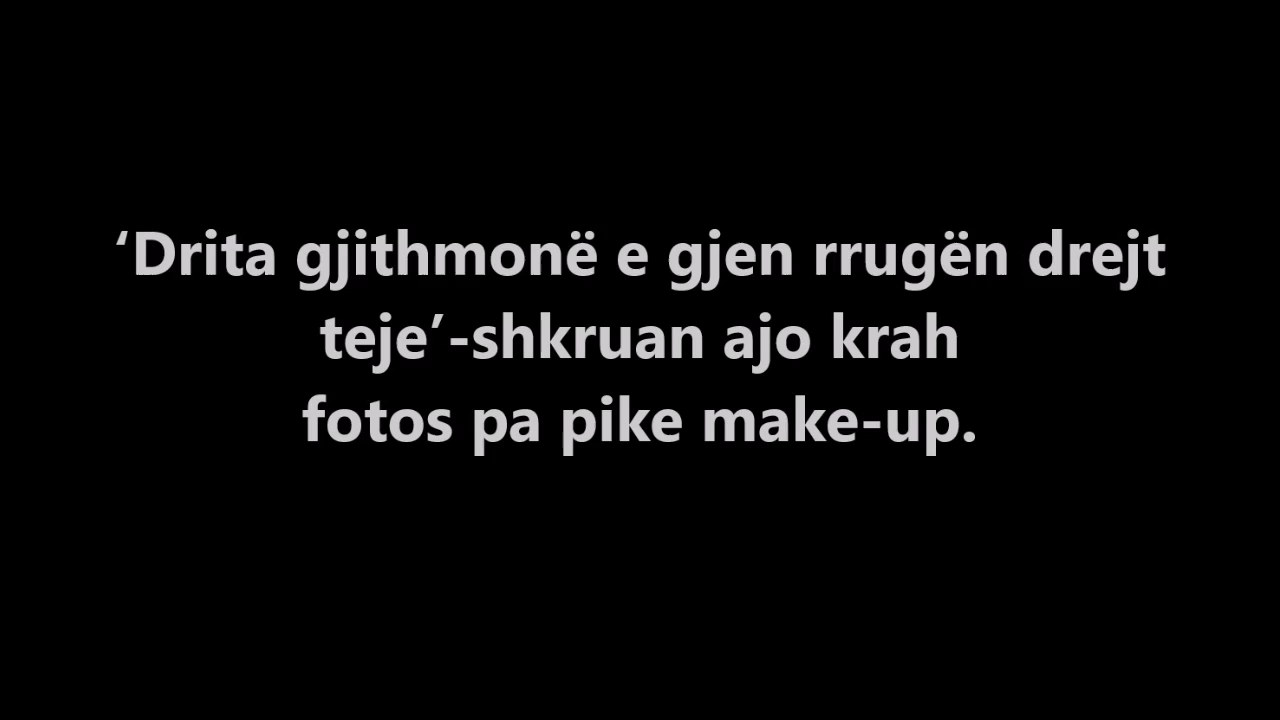 ‘Drita gjithmonë e gjen rrugën drejt
teje’-shkruan ajo krah
fotos pa pike make-up.